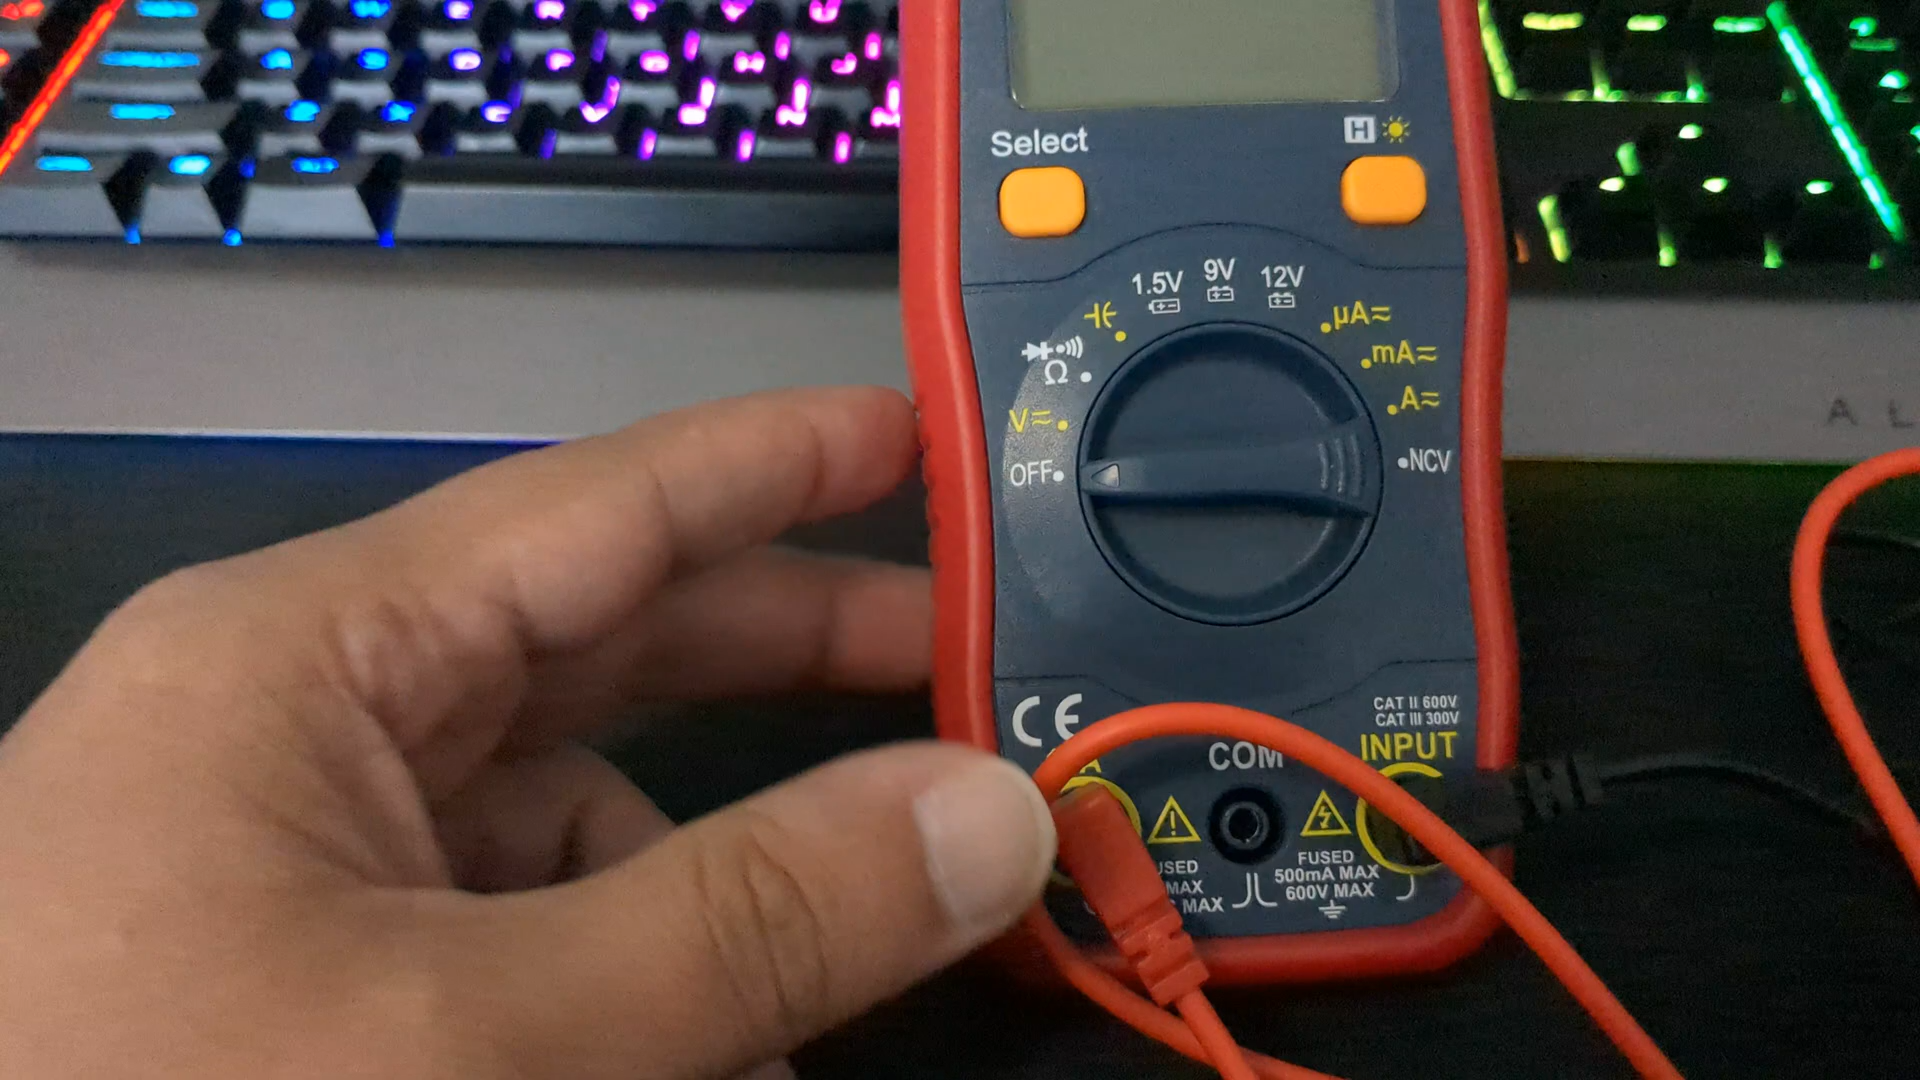 Select
H
1.5V 9V 12V
µA≂
mA≂
Ω
V≂
A≂
OFF
NCV
A L
CE
CAT II 600V
CAT III 300V
COM
INPUT
A
FUSED
500mA MAX
600V MAX
MAX
MAX